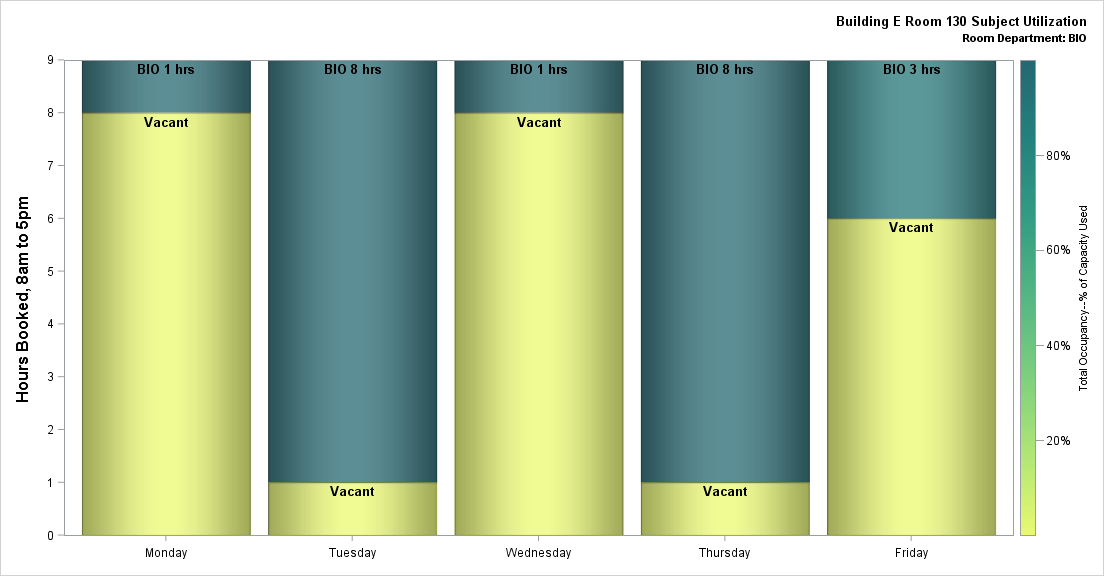 Building E Room 130 Subject Utilization
Room Department: BIO
Hours Booked, 8am to 5pm
9
8
7
6
5
4
3
2
1
0
BIO 1 hrs
Vacant
BIO 8 hrs
Vacant
BIO 1 hrs
Vacant
BIO 8 hrs
Vacant
BIO 3 hrs
Vacant
Monday
Tuesday
Wednesday
Thursday
Friday
80%
60%
40%
20%
Total Occupancy--% of Capacity Used